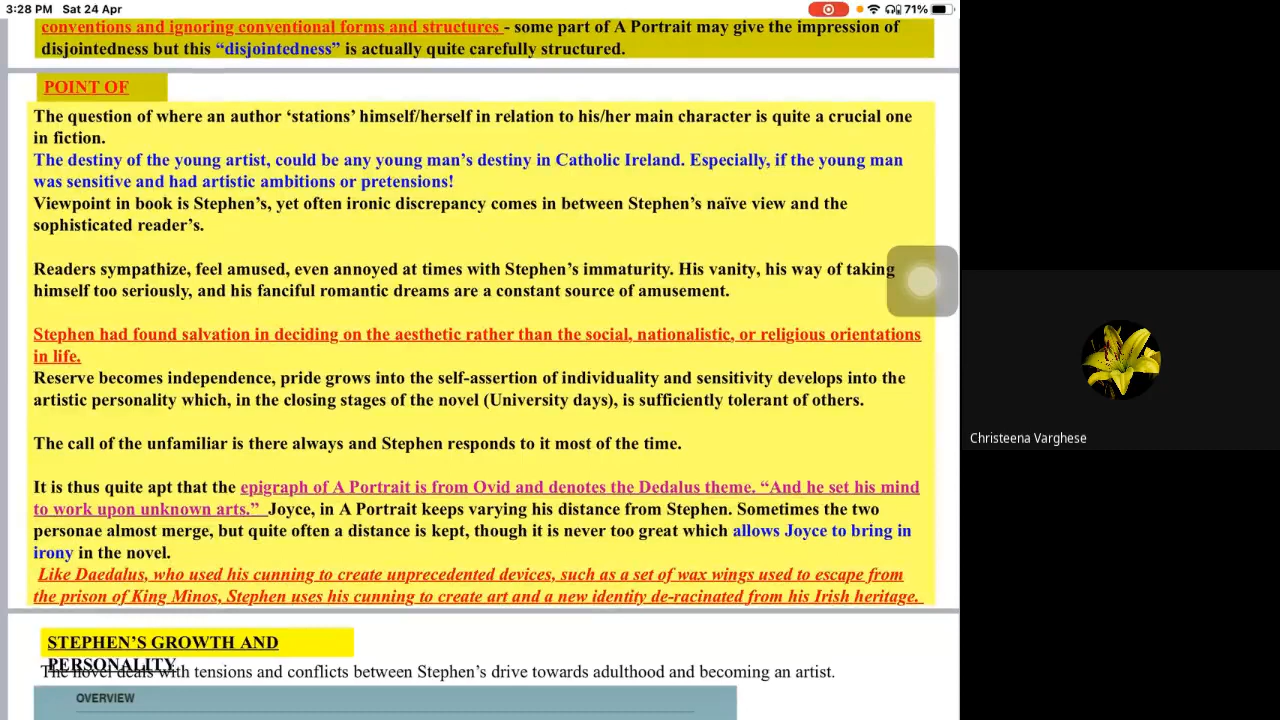 3:28 PM Sat 24 Apr
71%
conventions and ignoring conventional forms and structures - some part of A Portrait may give the impression of
disjointedness but this “disjointedness” is actually quite carefully structured.
POINT OF
The question of where an author ‘stations’ himself/herself in relation to his/her main character is quite a crucial one
in fiction.
The destiny of the young artist, could be any young man’s destiny in Catholic Ireland. Especially, if the young man
was sensitive and had artistic ambitions or pretensions!
Viewpoint in book is Stephen’s, yet often ironic discrepancy comes in between Stephen’s naïve view and the
sophisticated reader’s.
Readers sympathize, feel amused, even annoyed at times with Stephen’s immaturity. His vanity, his way of taking
himself too seriously, and his fanciful romantic dreams are a constant source of amusement.
Stephen had found salvation in deciding on the aesthetic rather than the social, nationalistic, or religious orientations
in life.
Reserve becomes independence, pride grows into the self-assertion of individuality and sensitivity develops into the
artistic personality which, in the closing stages of the novel (University days), is sufficiently tolerant of others.
The call of the unfamiliar is there always and Stephen responds to it most of the time.
It is thus quite apt that the epigraph of A Portrait is from Ovid and denotes the Dedalus theme. “And he set his mind
to work upon unknown arts.” Joyce, in A Portrait keeps varying his distance from Stephen. Sometimes the two
personae almost merge, but quite often a distance is kept, though it is never too great which allows Joyce to bring in
irony in the novel.
Like Daedalus, who used his cunning to create unprecedented devices, such as a set of wax wings used to escape from
the prison of King Minos, Stephen uses his cunning to create art and a new identity de-racinated from his Irish heritage.
Christeena Varghese
STEPHEN’S GROWTH AND
PERSONALITY
The novel deals with tensions and conflicts between Stephen’s drive towards adulthood and becoming an artist.
OVERVIEW